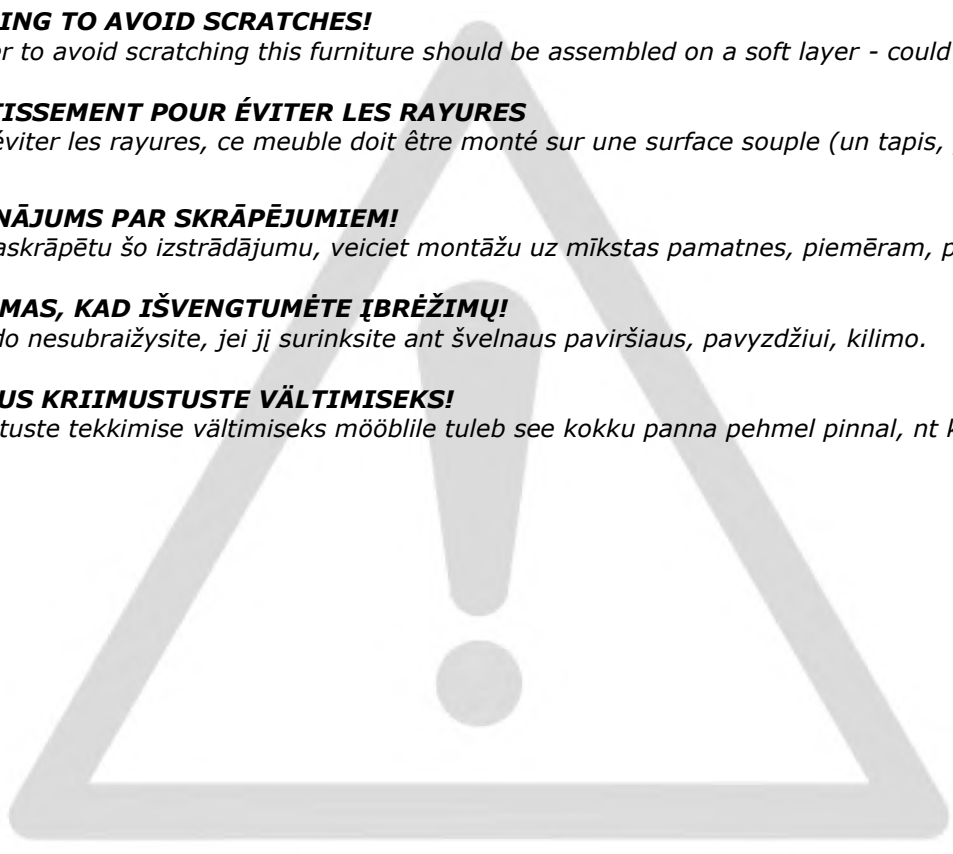 ING TO AVOID SCRATCHES!
er to avoid scratching this furniture should be assembled on a soft layer - could
TISSEMENT POUR ÉVITER LES RAYURES
éviter les rayures, ce meuble doit être monté sur une surface souple (un tapis,
NĀJUMS PAR SKRĀPĒJUMIEM!
askrāpētu šo izstrādājumu, veiciet montāžu uz mīkstas pamatnes, piemēram, p
MAS, KAD IŠVENGTUMĖTE ĮBRĖŽIMŲ!
do nesubraižysite, jei jį surinksite ant švelnaus paviršiaus, pavyzdžiui, kilimo.
US KRIIMUSTUSTE VÄLTIMISEKS!
tuste tekkimise vältimiseks mööblile tuleb see kokku panna pehmel pinnal, nt k